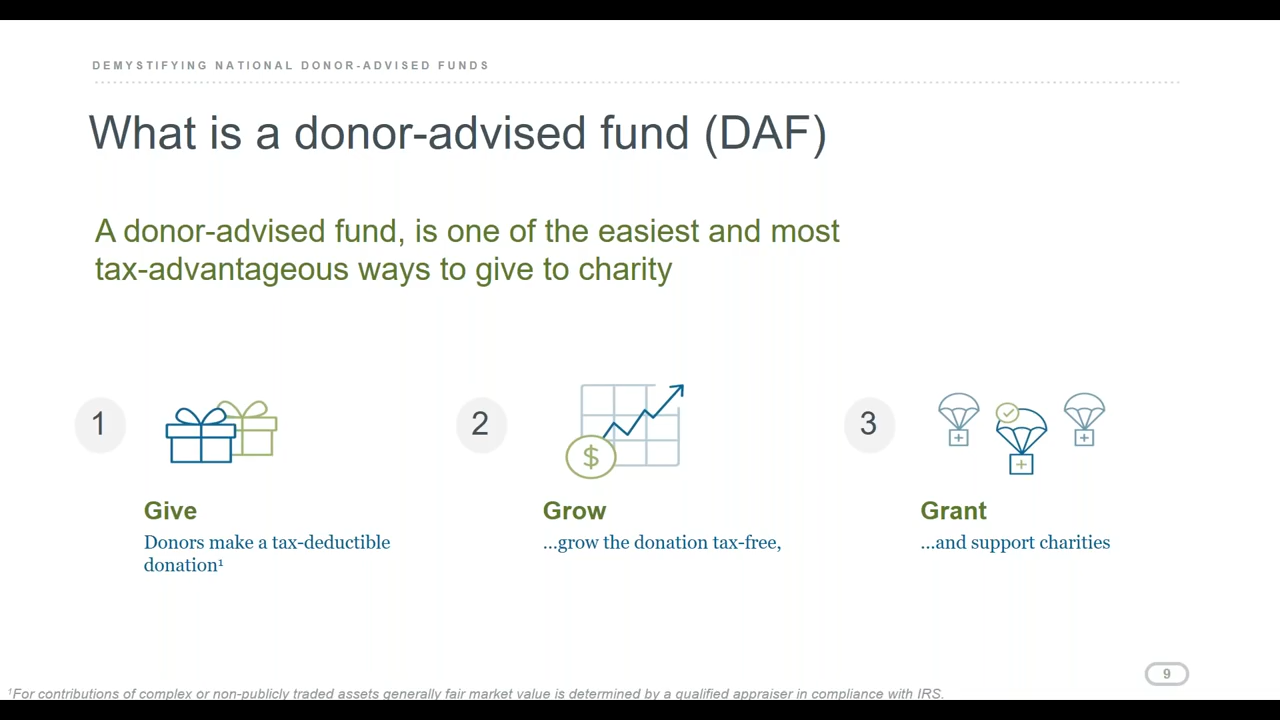 DEMYSTIFYING NATIONAL DONOR-ADVISED FUNDS
What is a donor-advised fund (DAF)
A donor-advised fund, is one of the easiest and most
tax-advantageous ways to give to charity
1
Give
Donors make a tax-deductible
donation¹
2
$
Grow
...grow the donation tax-free,
3
Grant
...and support charities
9
¹For contributions of complex or non-publicly traded assets generally fair market value is determined by a qualified appraiser in compliance with IRS.